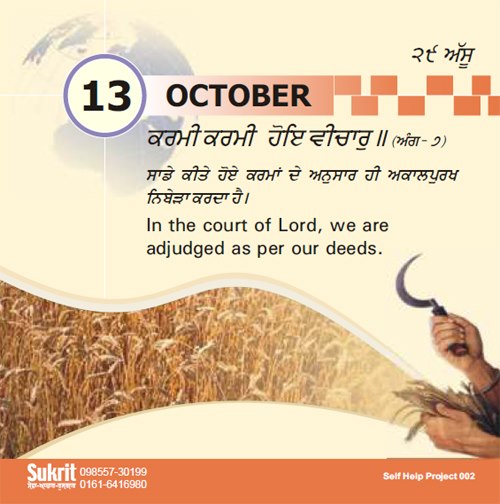 ੨੯ ਅੱਸੂ
13 OCTOBER
ਕਰਮੀ ਕਰਮੀ ਹੋਇ ਵੀਚਾਰੁ ॥ (ਅੰਗ - ੭)
ਸਾਡੇ ਕੀਤੇ ਹੋਏ ਕਰਮਾਂ ਦੇ ਅਨੁਸਾਰ ਹੀ ਅਕਾਲਪੁਰਖ
ਨਿਬੇੜਾ ਕਰਦਾ ਹੈ।
In the court of Lord, we are
adjudged as per our deeds.
Sukrit 098557-30199
0161-6416980
Self Help Project 002